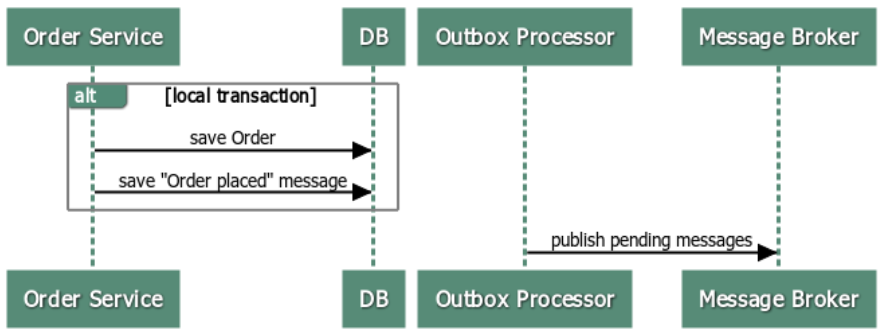 Order Service
DB
Outbox Processor
Message Broker
alt
[local transaction]
save Order
save "Order placed" message
publish pending messages
Order Service
DB
Outbox Processor
Message Broker